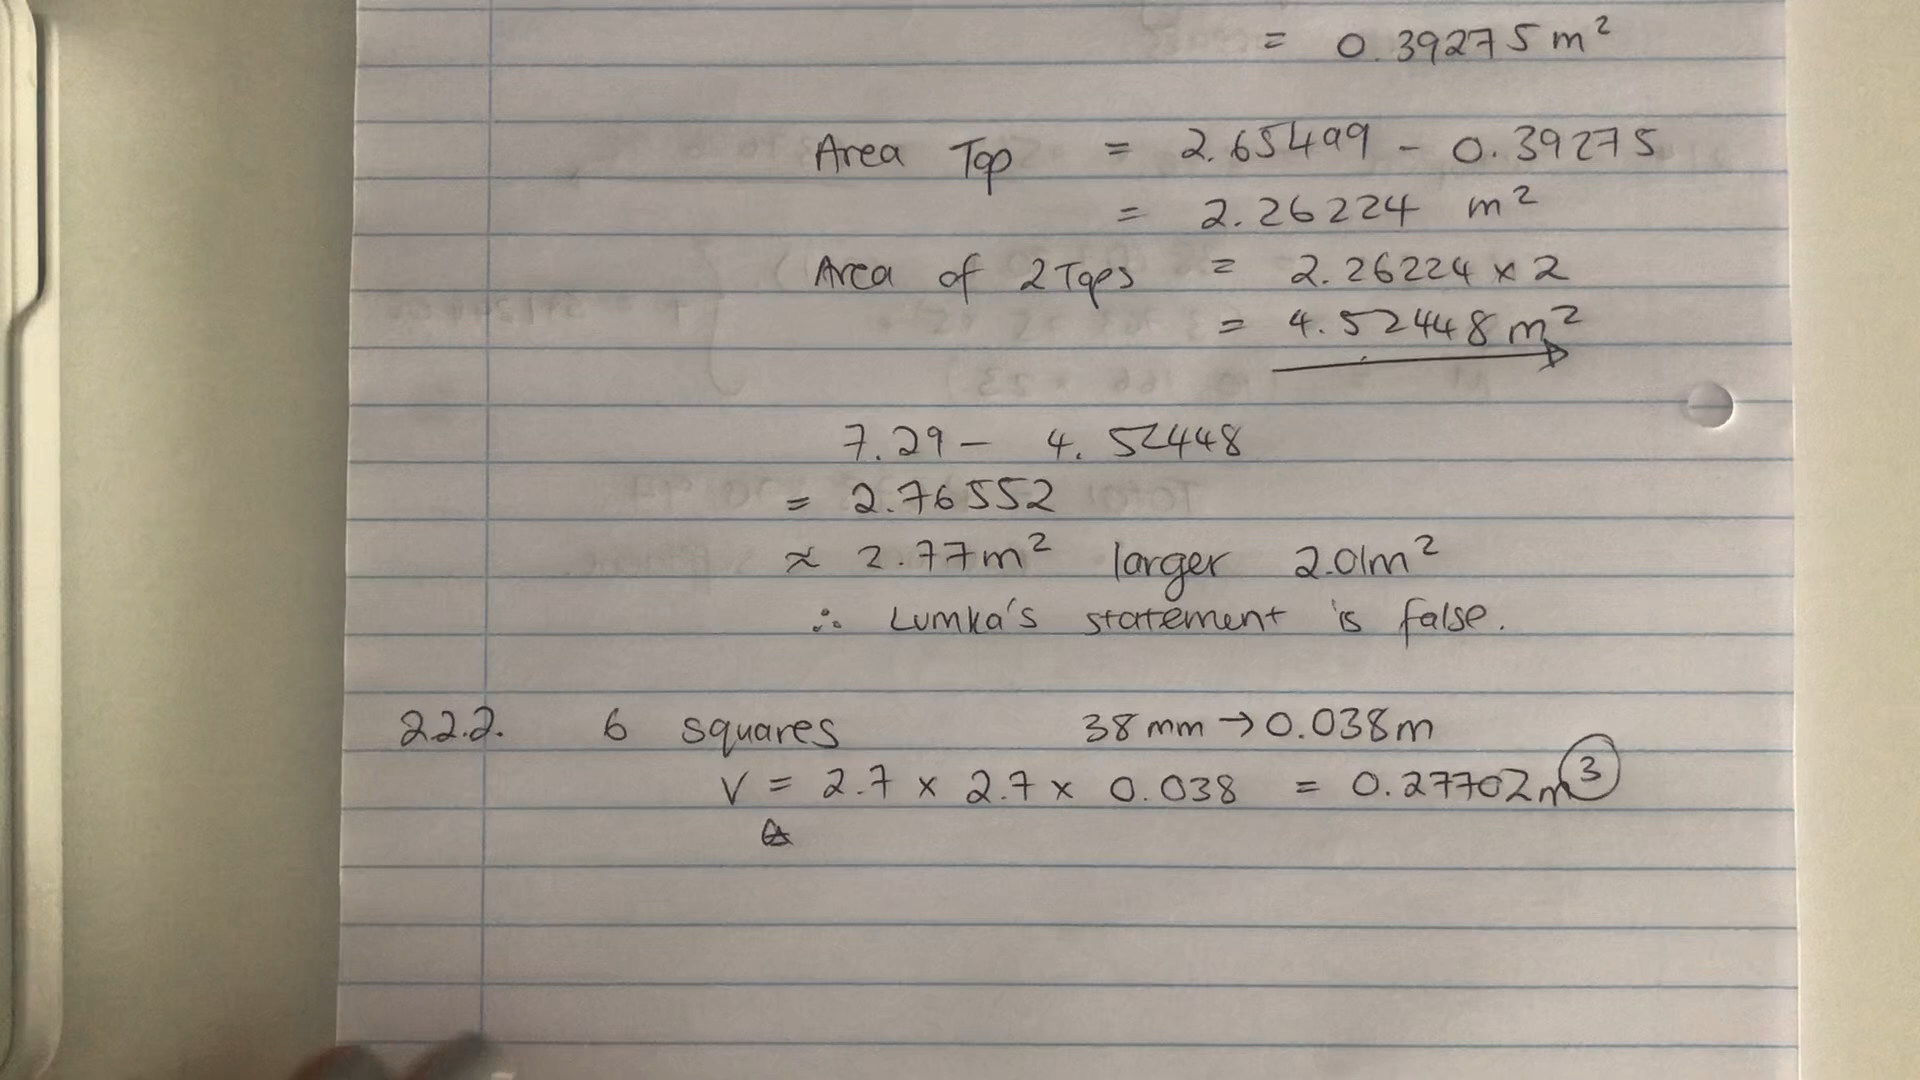 = 0.39275 m²
Area Top = 2.65499 - 0.39275
= 2.26224 m²
Area of 2 Tops = 2.26224 x 2
= 4.52448 m²
7.29 - 4.52448
= 2.76552
≈ 2.77m² larger 2.01m²
∴ Lumka's statement is false.
2.2.2. 6 squares 38 mm → 0.038m
V = 2.7 x 2.7 x 0.038 = 0.27702m³